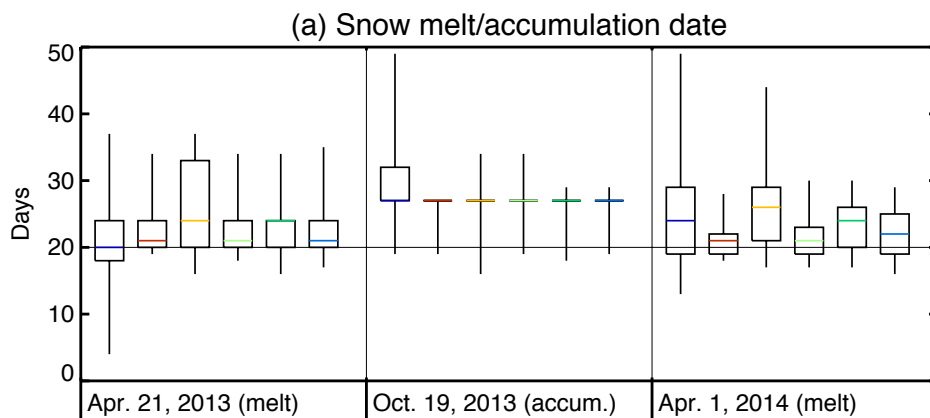 (a) Snow melt/accumulation date
Days
50
40
30
20
10
0
Apr. 21, 2013 (melt)
Oct. 19, 2013 (accum.)
Apr. 1, 2014 (melt)